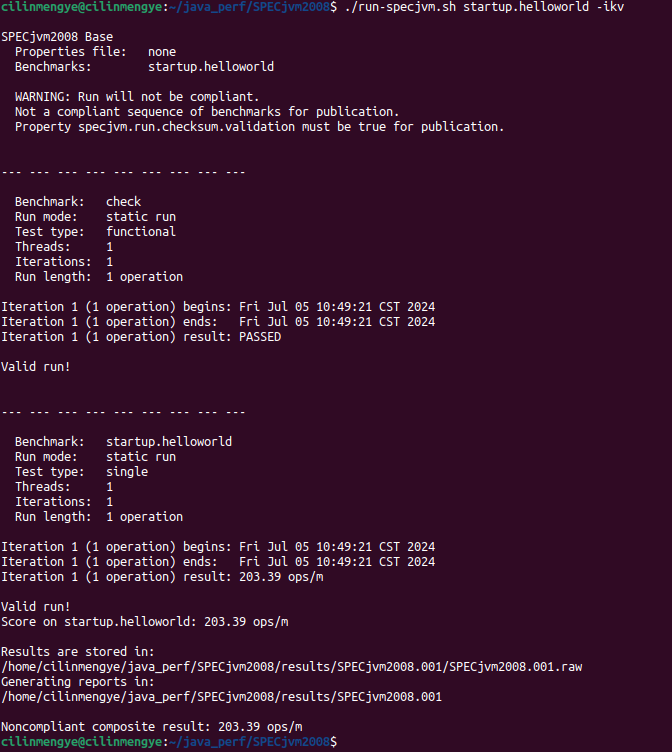 cilinmengye@cilinmengye:~/java_perf/SPECjvm2008$ ./run-specjvm.sh startup.helloworld -ikv
SPECjvm2008 Base
Properties file:   none
Benchmarks:        startup.helloworld
WARNING: Run will not be compliant.
Not a compliant sequence of benchmarks for publication.
Property specjvm.run.checksum.validation must be true for publication.
--- --- --- --- --- --- --- --- ---
Benchmark:   check
Run mode:    static run
Test type:   functional
Threads:     1
Iterations:  1
Run length:  1 operation
Iteration 1 (1 operation) begins: Fri Jul 05 10:49:21 CST 2024
Iteration 1 (1 operation) ends:   Fri Jul 05 10:49:21 CST 2024
Iteration 1 (1 operation) result: PASSED
Valid run!
--- --- --- --- --- --- --- --- ---
Benchmark:   startup.helloworld
Run mode:    static run
Test type:   single
Threads:     1
Iterations:  1
Run length:  1 operation
Iteration 1 (1 operation) begins: Fri Jul 05 10:49:21 CST 2024
Iteration 1 (1 operation) ends:   Fri Jul 05 10:49:21 CST 2024
Iteration 1 (1 operation) result: 203.39 ops/m
Valid run!
Score on startup.helloworld: 203.39 ops/m
Results are stored in:
/home/cilinmengye/java_perf/SPECjvm2008/results/SPECjvm2008.001/SPECjvm2008.001.raw
Generating reports in:
/home/cilinmengye/java_perf/SPECjvm2008/results/SPECjvm2008.001
Noncompliant composite result: 203.39 ops/m
cilinmengye@cilinmengye:~/java_perf/SPECjvm2008$